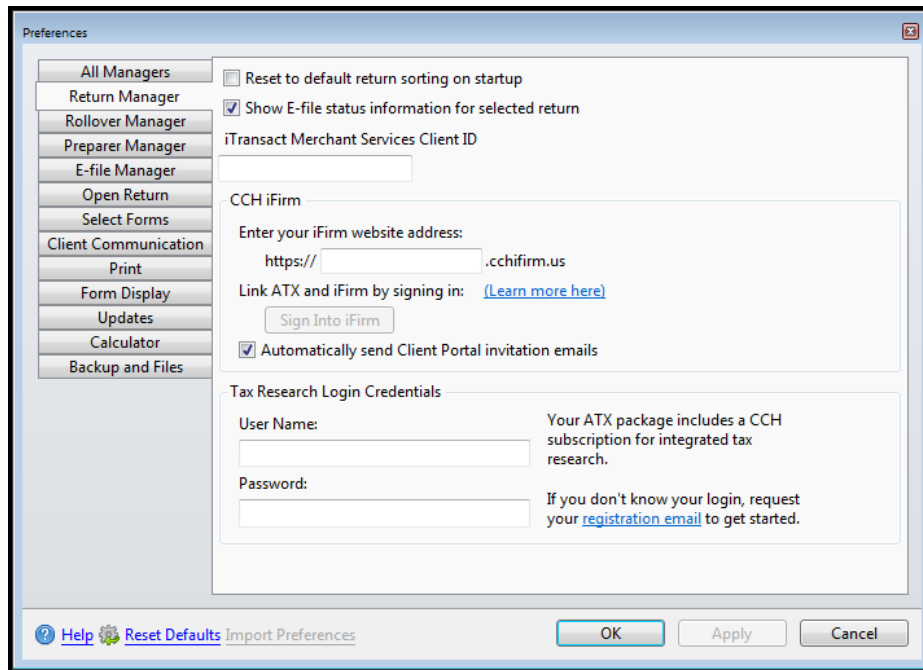 Preferences
All Managers
Return Manager
Rollover Manager
Preparer Manager
E-file Manager
Open Return
Select Forms
Client Communication
Print
Form Display
Updates
Calculator
Backup and Files
Reset to default return sorting on startup
Show E-file status information for selected return
iTransact Merchant Services Client ID
CCH iFirm
Enter your iFirm website address:
https:// .cchifirm.us
Link ATX and iFirm by signing in: (Learn more here)
Sign Into iFirm
Automatically send Client Portal invitation emails
Tax Research Login Credentials
User Name:
Password:
Your ATX package includes a CCH
subscription for integrated tax
research.
If you don't know your login, request
your registration email to get started.
Help Reset Defaults Import Preferences
OK Apply Cancel